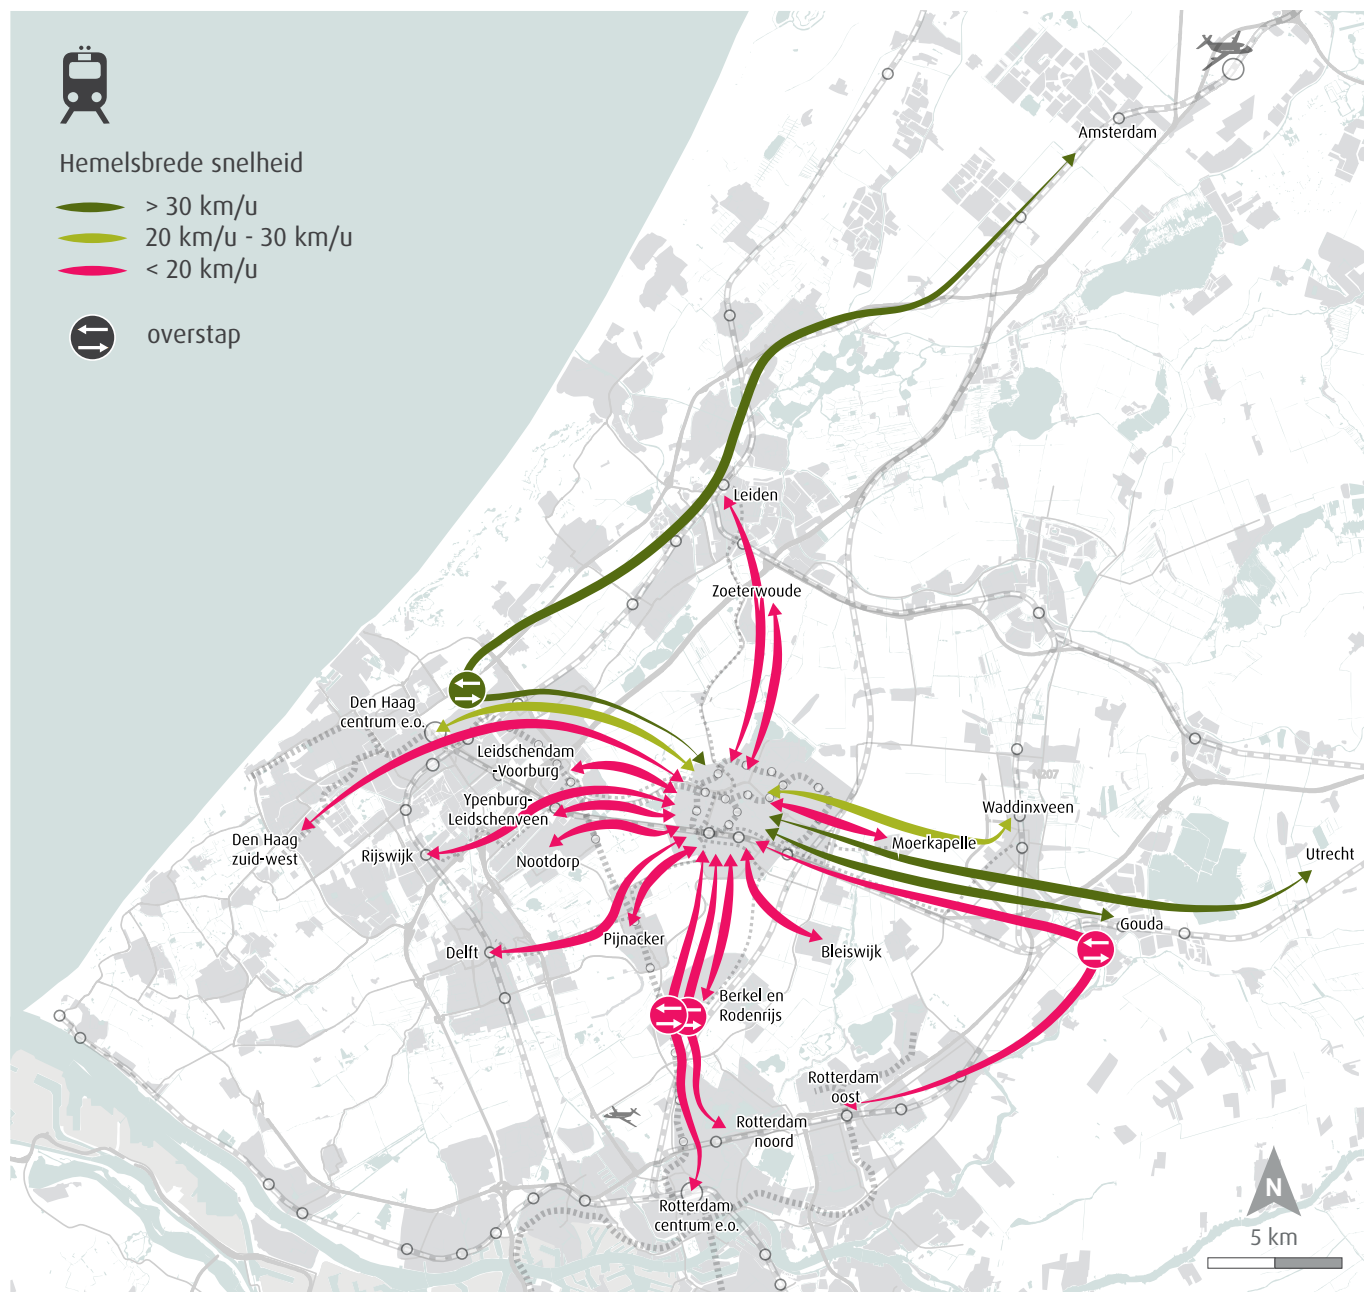 Hemelsbrede snelheid
> 30 km/u
20 km/u - 30 km/u
< 20 km/u
overstap
Amsterdam
Leiden
Zoeterwoude
Den Haag
centrum e.o.
Leidschendam
-Voorburg
Ypenburg-
Leidschenveen
Den Haag
zuid-west
Rijswijk
Nootdorp
N207
Waddinxveen
Moerkapelle
Utrecht
Gouda
Delft
Pijnacker
Bleiswijk
Berkel en
Rodenrijs
Rotterdam
oost
Rotterdam
noord
Rotterdam
centrum e.o.
N
5 km